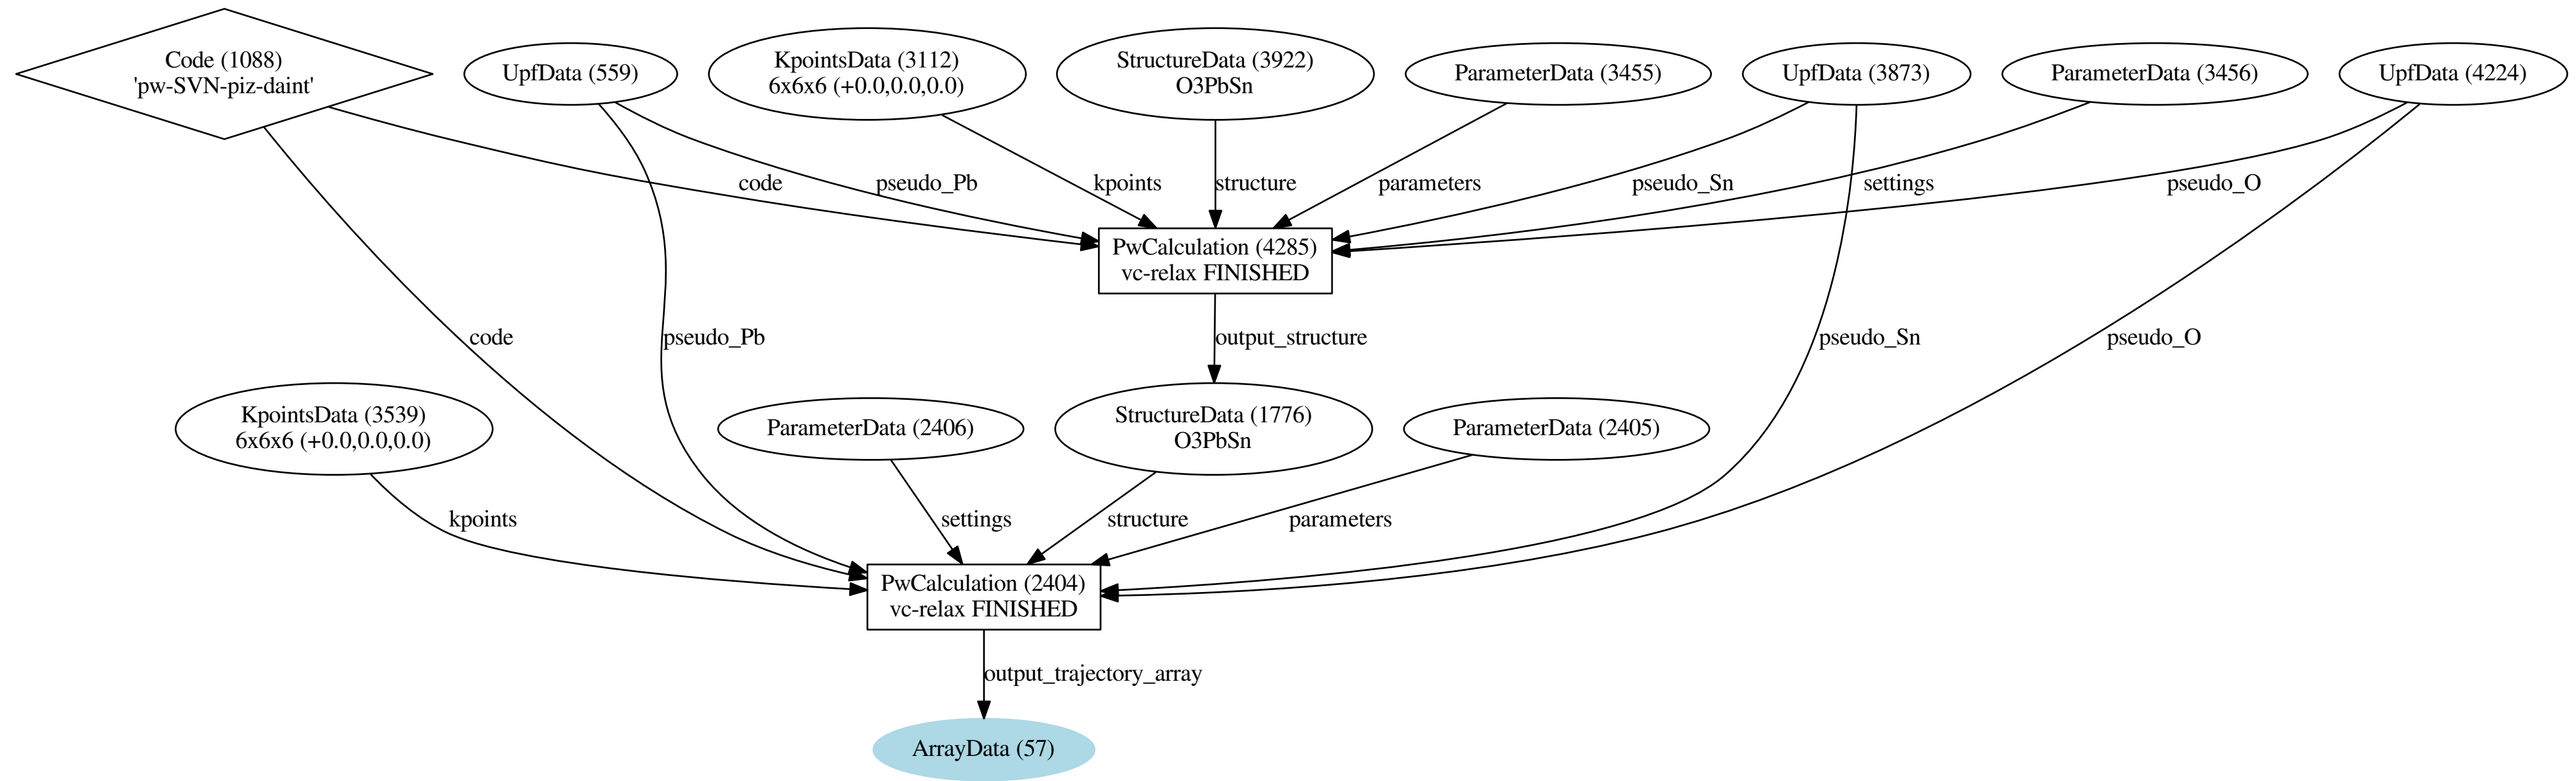 Code (1088)
'pw-SVN-piz-daint'
UpfData (559)
KpointsData (3112)
6x6x6 (+0.0,0.0,0.0)
StructureData (3922)
O3PbSn
ParameterData (3455)
UpfData (3873)
ParameterData (3456)
UpfData (4224)
code
pseudo_Pb
kpoints
structure
parameters
pseudo_Sn
settings
pseudo_O
PwCalculation (4285)
vc-relax FINISHED
code
pseudo_Pb
output_structure
pseudo_Sn
pseudo_O
KpointsData (3539)
6x6x6 (+0.0,0.0,0.0)
ParameterData (2406)
StructureData (1776)
O3PbSn
ParameterData (2405)
kpoints
settings
structure
parameters
PwCalculation (2404)
vc-relax FINISHED
output_trajectory_array
ArrayData (57)